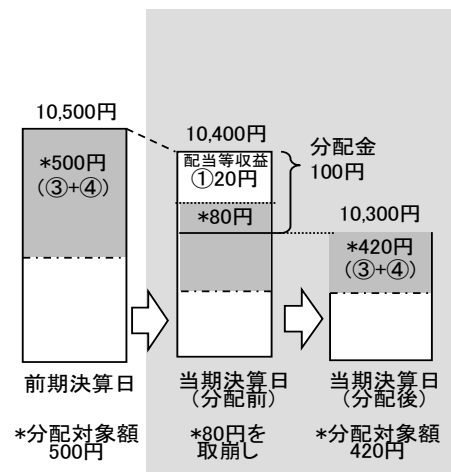 10,500円
*500円
(③+④)
前期決算日
*分配対象額
500円
10,400円
配当等収益
①20円
*80円
分配金
100円
当期決算日
(分配前)
*80円を
取崩し
10,300円
*420円
(③+④)
当期決算日
(分配後)
*分配対象額
420円